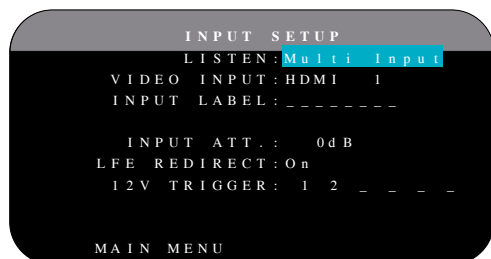 INPUT SETUP
LISTEN: Multi Input
VIDEO INPUT: HDMI 1
INPUT LABEL: _ _ _ _ _ _ _ _
INPUT ATT.: 0dB
LFE REDIRECT: On
12V TRIGGER: 1 2 _ _ _ _
MAIN MENU